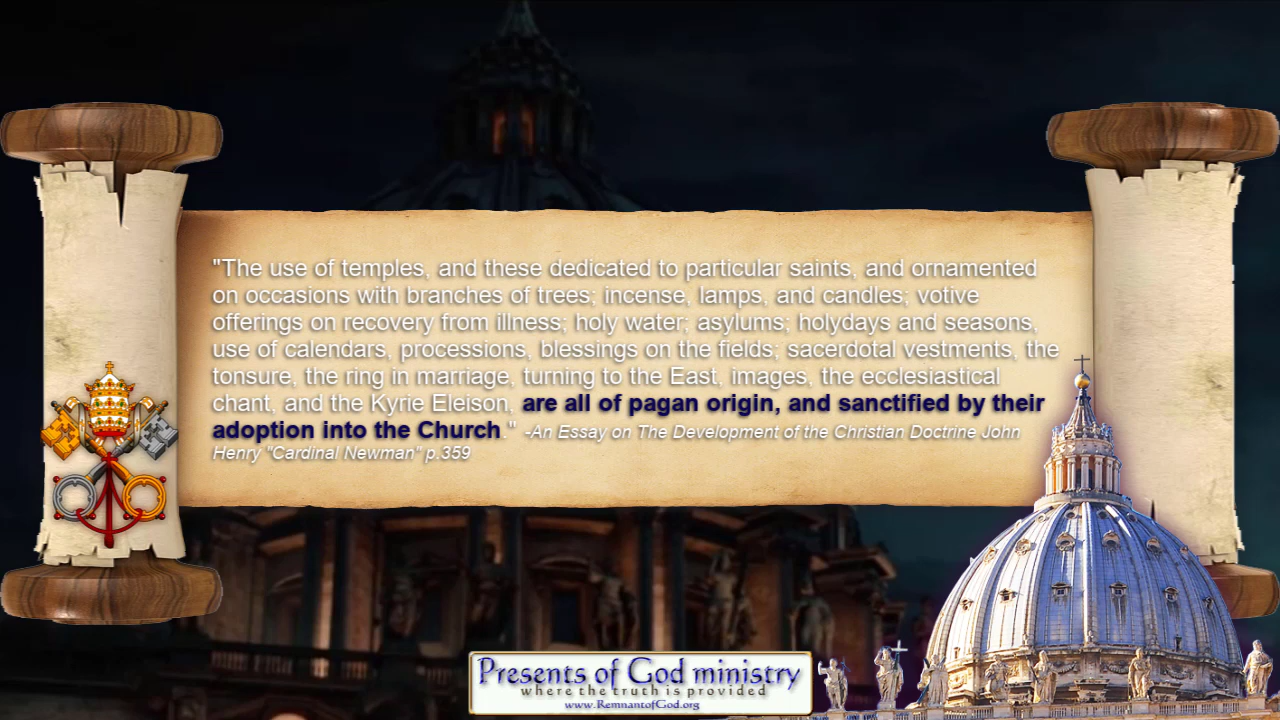 "The use of temples, and these dedicated to particular saints, and ornamented
on occasions with branches of trees; incense, lamps, and candles; votive
offerings on recovery from illness; holy water; asylums; holydays and seasons,
use of calendars, processions, blessings on the fields; sacerdotal vestments, the
tonsure, the ring in marriage, turning to the East, images, the ecclesiastical
chant, and the Kyrie Eleison, are all of pagan origin, and sanctified by their
adoption into the Church." -An Essay on The Development of the Christian Doctrine John
Henry "Cardinal Newman" p.359
Presents of God ministry
where the truth is provided
www.RemnantofGod.org